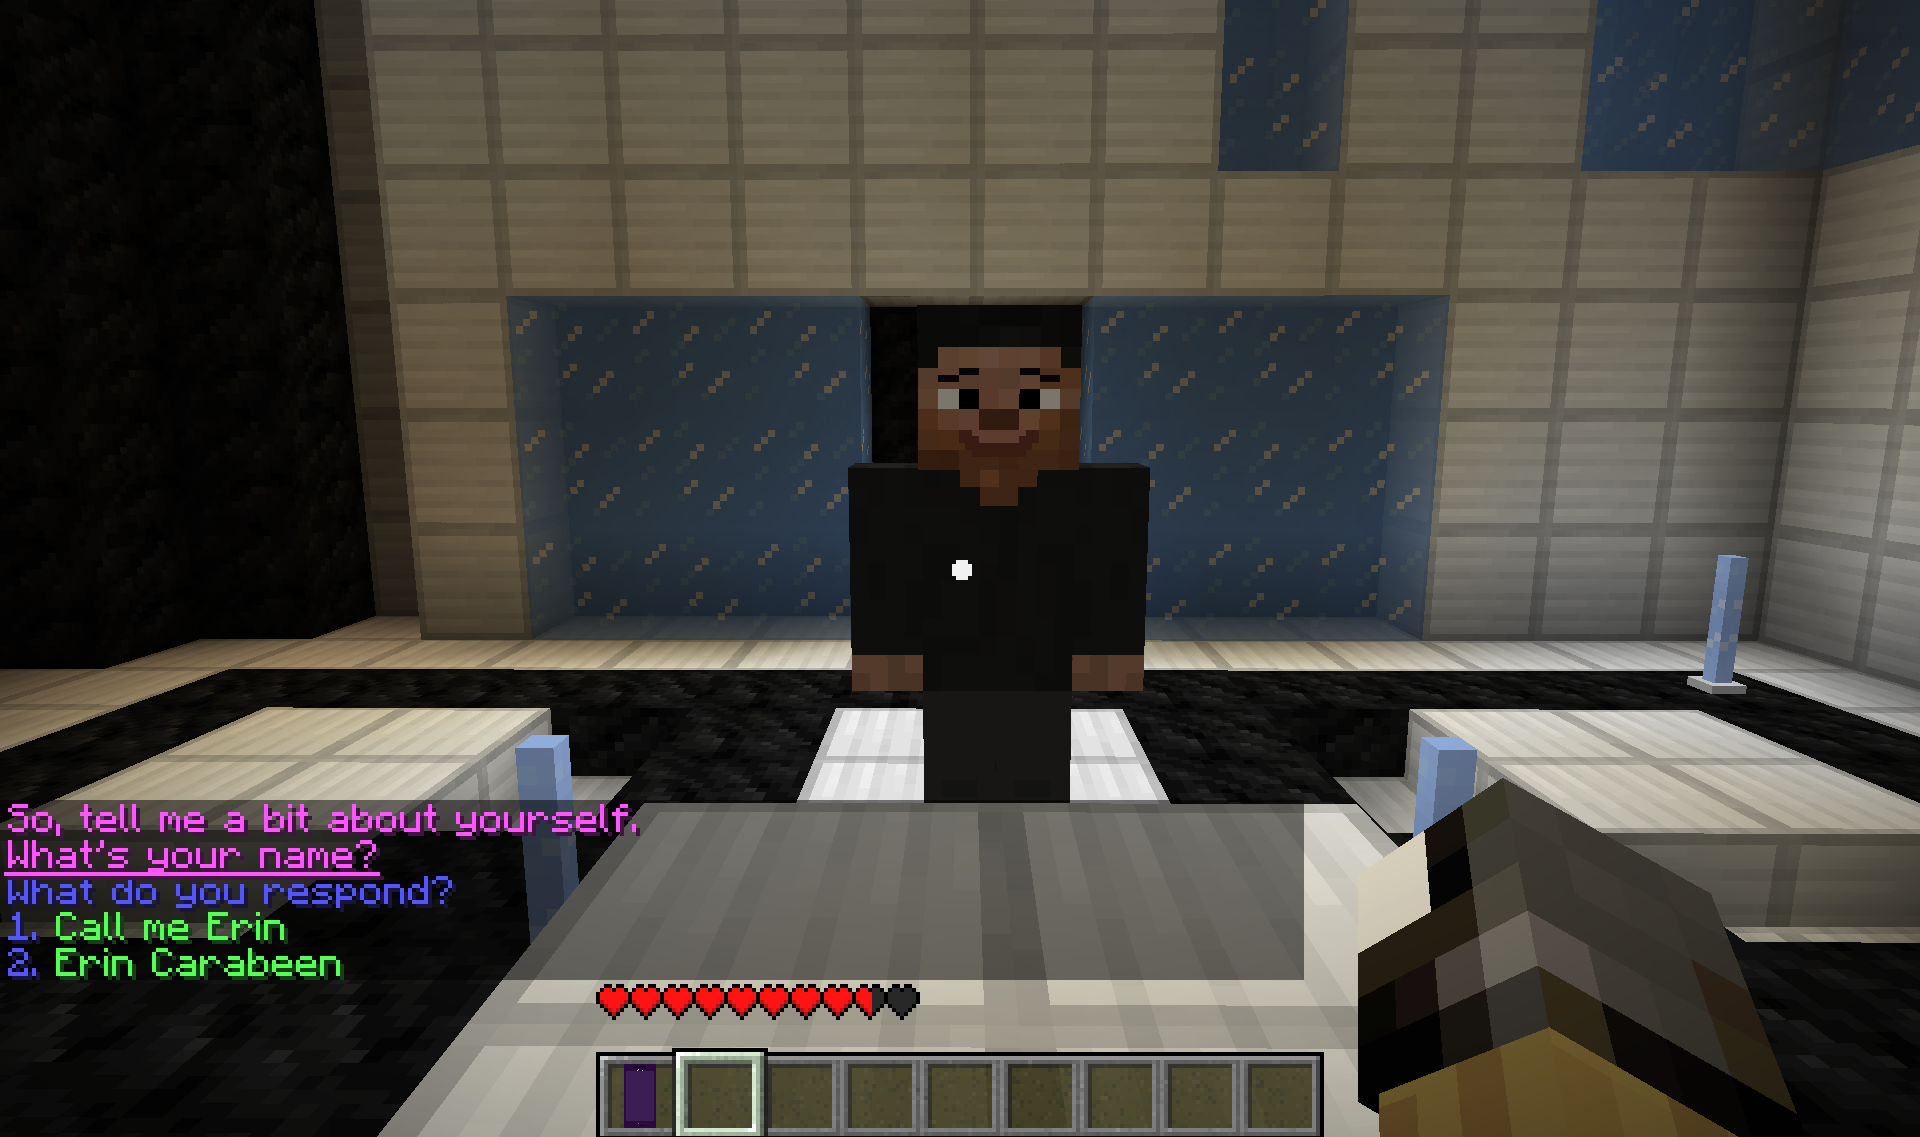 So, tell me a bit about yourself.
What's your name?
What do you respond?
1. Call me Erin
2. Erin Carabeen